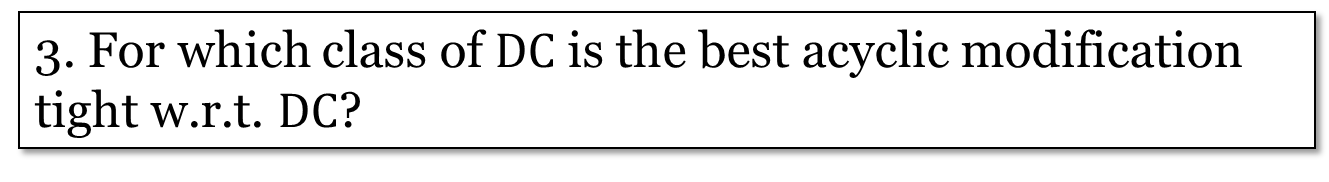 3. For which class of DC is the best acyclic modification
tight w.r.t. DC?